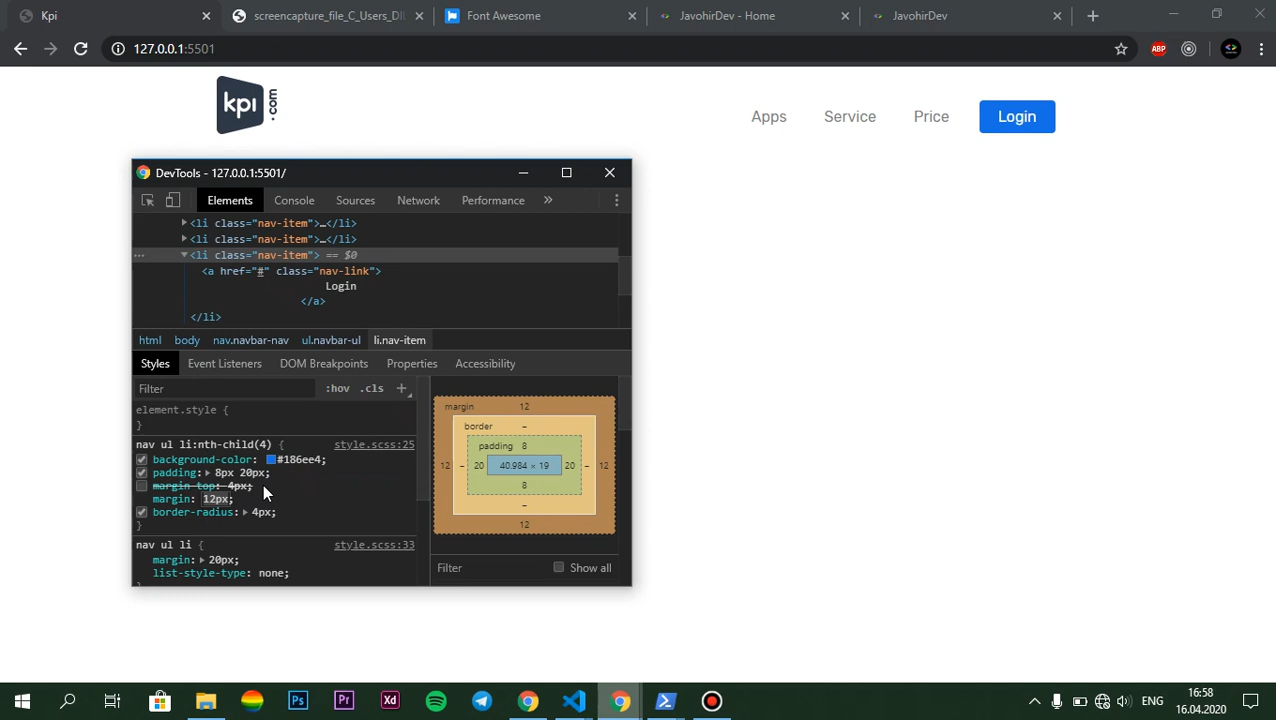 Kpi
screencapture_file_C_Users_DII
Font Awesome
JavohirDev - Home
JavohirDev
127.0.0.1:5501
ABP
kpi .com
Apps Service Price Login
DevTools - 127.0.0.1:5501/
Elements Console Sources Network Performance »
<li class="nav-item">…</li>
<li class="nav-item">…</li>
<li class="nav-item"> == $0
<a href="#" class="nav-link">
Login
</a>
</li>
html body nav.navbar-nav ul.navbar-ul li.nav-item
Styles Event Listeners DOM Breakpoints Properties Accessibility
Filter :hov .cls +
element.style {
}
nav ul li:nth-child(4) { style.scss:25
background-color: #186ee4;
padding: 8px 20px;
margin-top: 4px;
margin: 12px;
border-radius: 4px;
}
nav ul li { style.scss:33
margin: 20px;
list-style-type: none;
margin 12
border –
padding 8
12 – 20 40.984 × 19 20 – 12
8
–
12
Filter Show all
Ps Pr Xd
ENG 16:58
16.04.2020